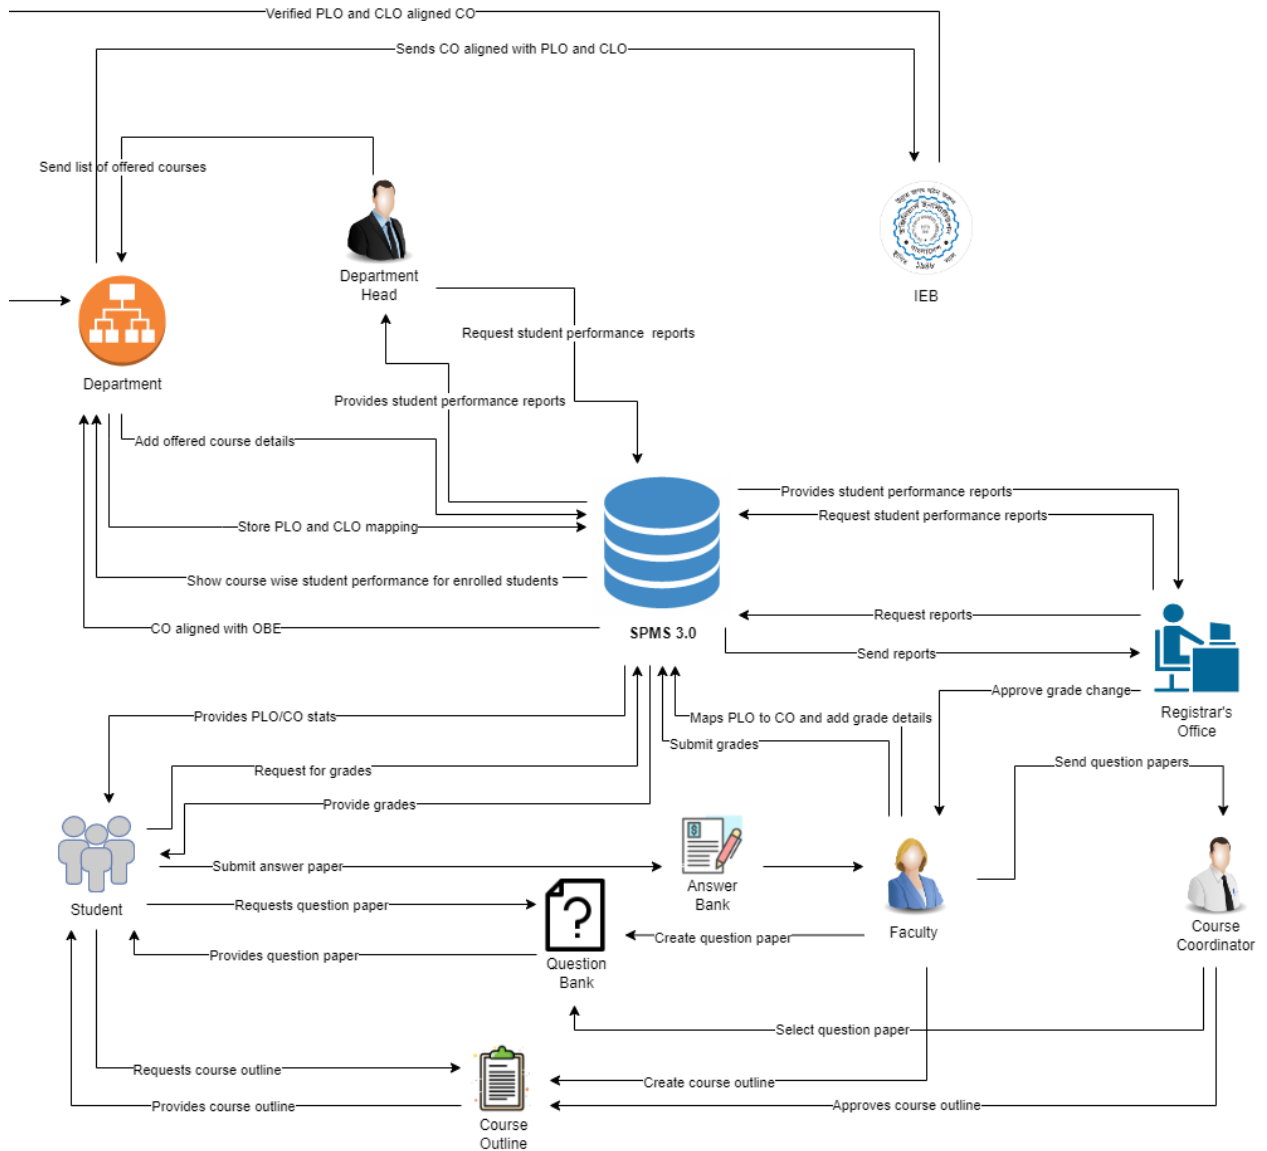 Verified PLO and CLO aligned CO
Sends CO aligned with PLO and CLO
Send list of offered courses
Department
Head
IEB
Request student performance reports
Department
Provides student performance reports
Add offered course details
Provides student performance reports
Request student performance reports
Store PLO and CLO mapping
Show course wise student performance for enrolled students
Request reports
CO aligned with OBE
SPMS 3.0
Send reports
Approve grade change
Registrar's
Office
Provides PLO/CO stats
Maps PLO to CO and add grade details
Submit grades
Request for grades
Send question papers
Provide grades
Submit answer paper
Answer
Bank
Student
Requests question paper
Faculty
Course
Coordinator
Create question paper
Provides question paper
Question
Bank
Select question paper
Requests course outline
Create course outline
Provides course outline
Approves course outline
Course
Outline